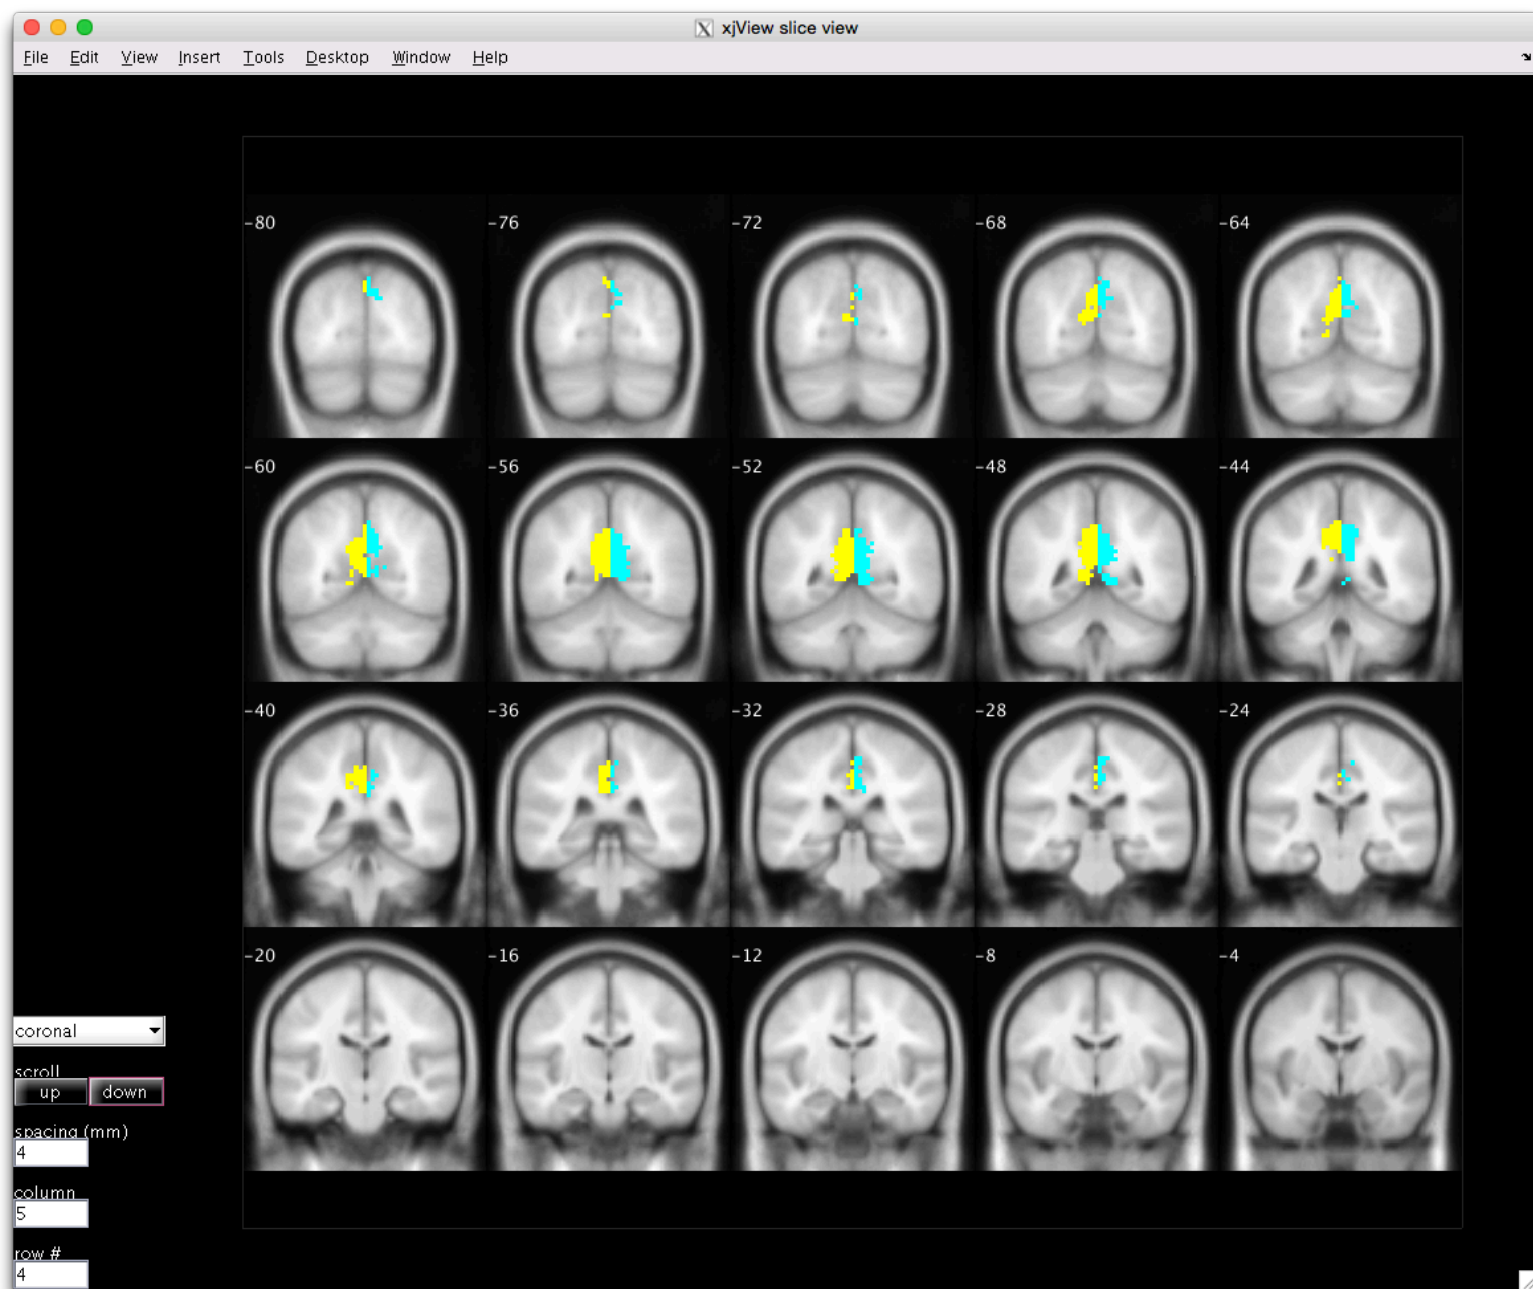 xjView slice view
File Edit View Insert Tools Desktop Window Help
-80 -76 -72 -68 -64
-60 -56 -52 -48 -44
-40 -36 -32 -28 -24
-20 -16 -12 -8 -4
coronal
scroll
up down
spacing (mm)
4
column
5
row #
4